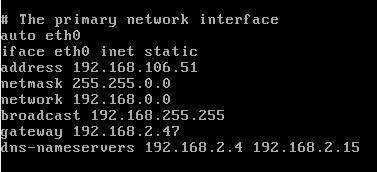 # The primary network interface
auto eth0
iface eth0 inet static
address 192.168.106.51
netmask 255.255.0.0
network 192.168.0.0
broadcast 192.168.255.255
gateway 192.168.2.47
dns-nameservers 192.168.2.4 192.168.2.15